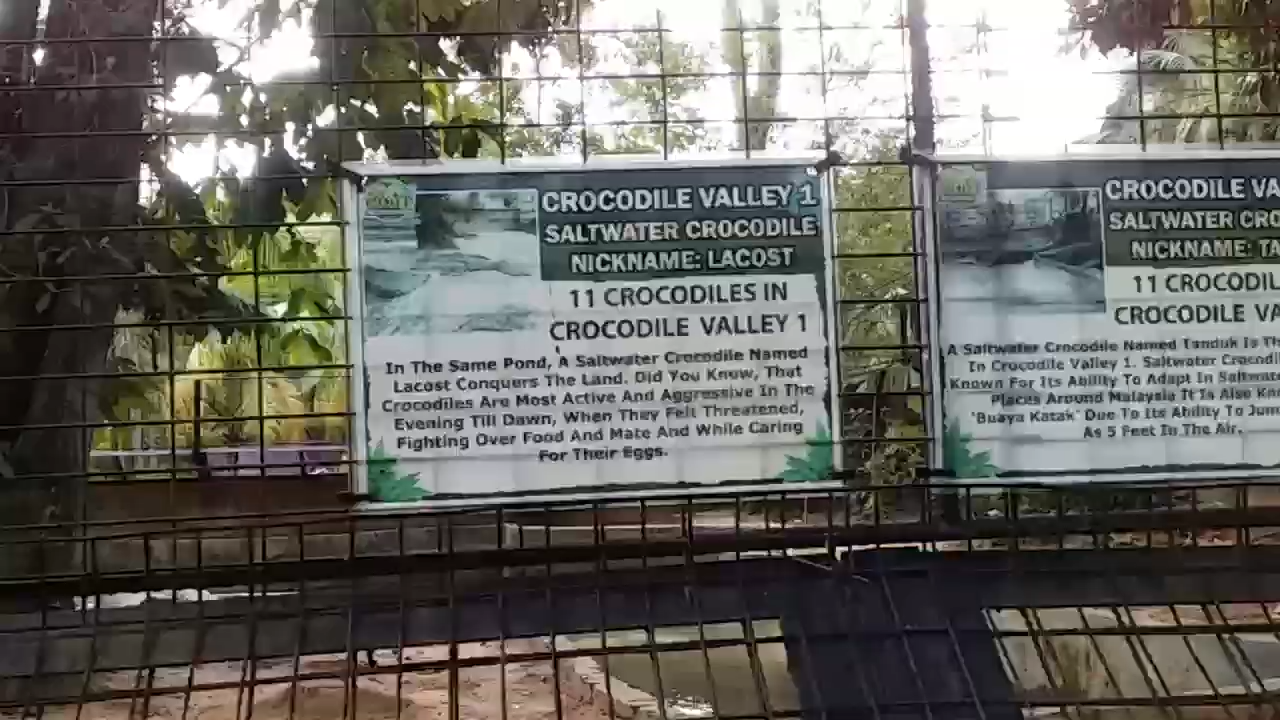 CROCODILE VALLEY 1
SALTWATER CROCODILE
NICKNAME: LACOST
11 CROCODILES IN
CROCODILE VALLEY 1
In The Same Pond, A Saltwater Crocodile Named
Lacost Conquers The Land. Did You Know, That
Crocodiles Are Most Active And Aggressive In The
Evening Till Dawn, When They Felt Threatened,
Fighting Over Food And Mate And While Caring
For Their Eggs.
CROCODILE VA
SALTWATER CRO
NICKNAME: TA
11 CROCODIL
CROCODILE VA
A Saltwater Crocodile Named Tanduk Is Th
In Crocodile Valley 1. Saltwater Crocodi
Known For Its Ability To Adapt In Saltwate
Places Around Malaysia It Is Also Kn
'Buaya Katak' Due To Its Ability To Jum
As 5 Feet In The Air.